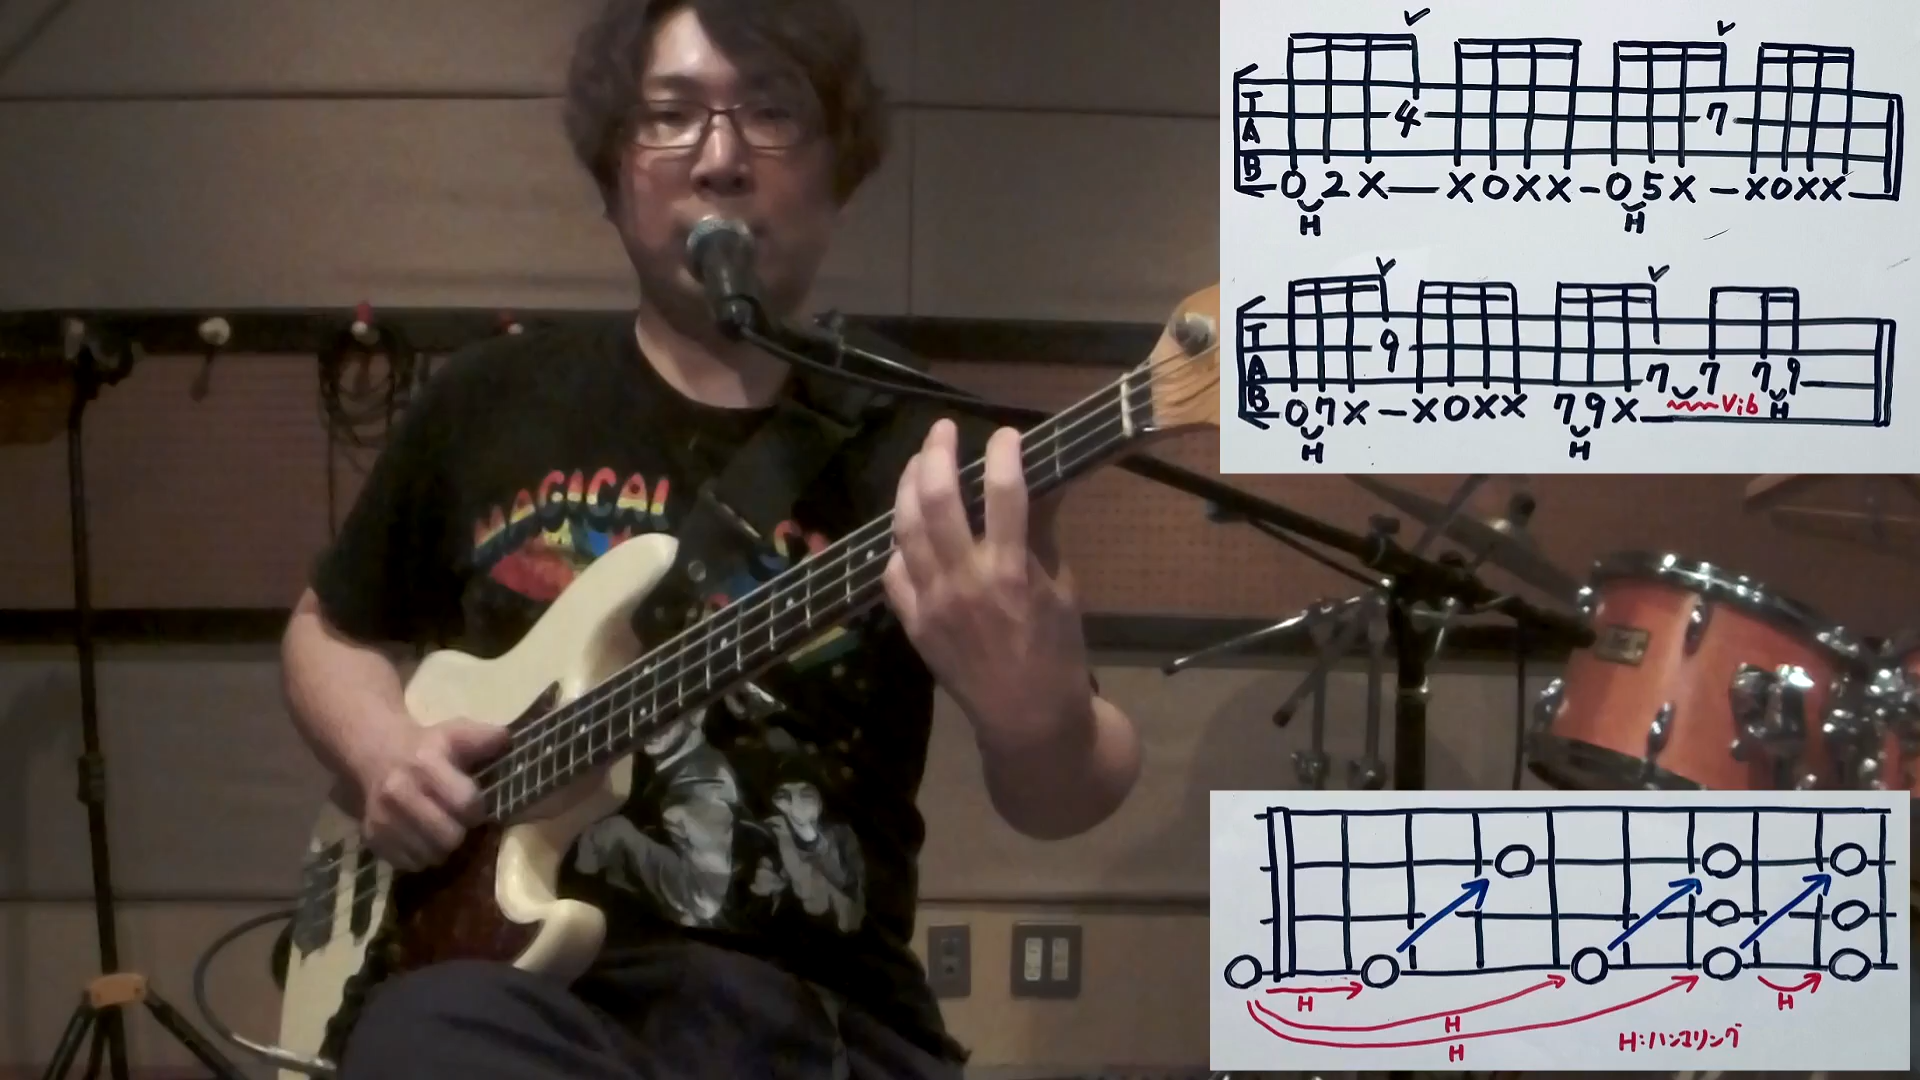 MAGICAL
T
4
7
A
B 0 2 X X 0 X X 0 5 X X 0 X X
H H
T
9
A
7 7 7 9
B 0 7 X X 0 X X 7 9 X Vib H
H H
H H
H
H
H:ハンマリング